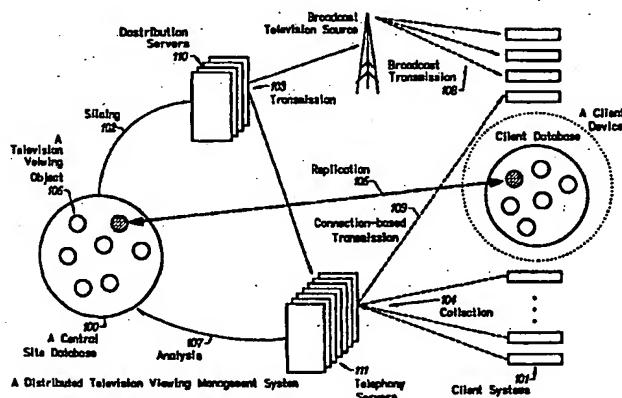 Distribution
Servers
110
Broadcast
Television Source
103
Transmission
Broadcast
Transmission
108
Slicing
102
A Client
Device
Client Database
A
Television Viewing
Object
106
Replication
105
109
Connection-based
Transmission
104
Collection
100
A Central
Site Database
107
Analysis
111
Telephony
Servers
101
Client Systems
A Distributed Television Viewing Management System